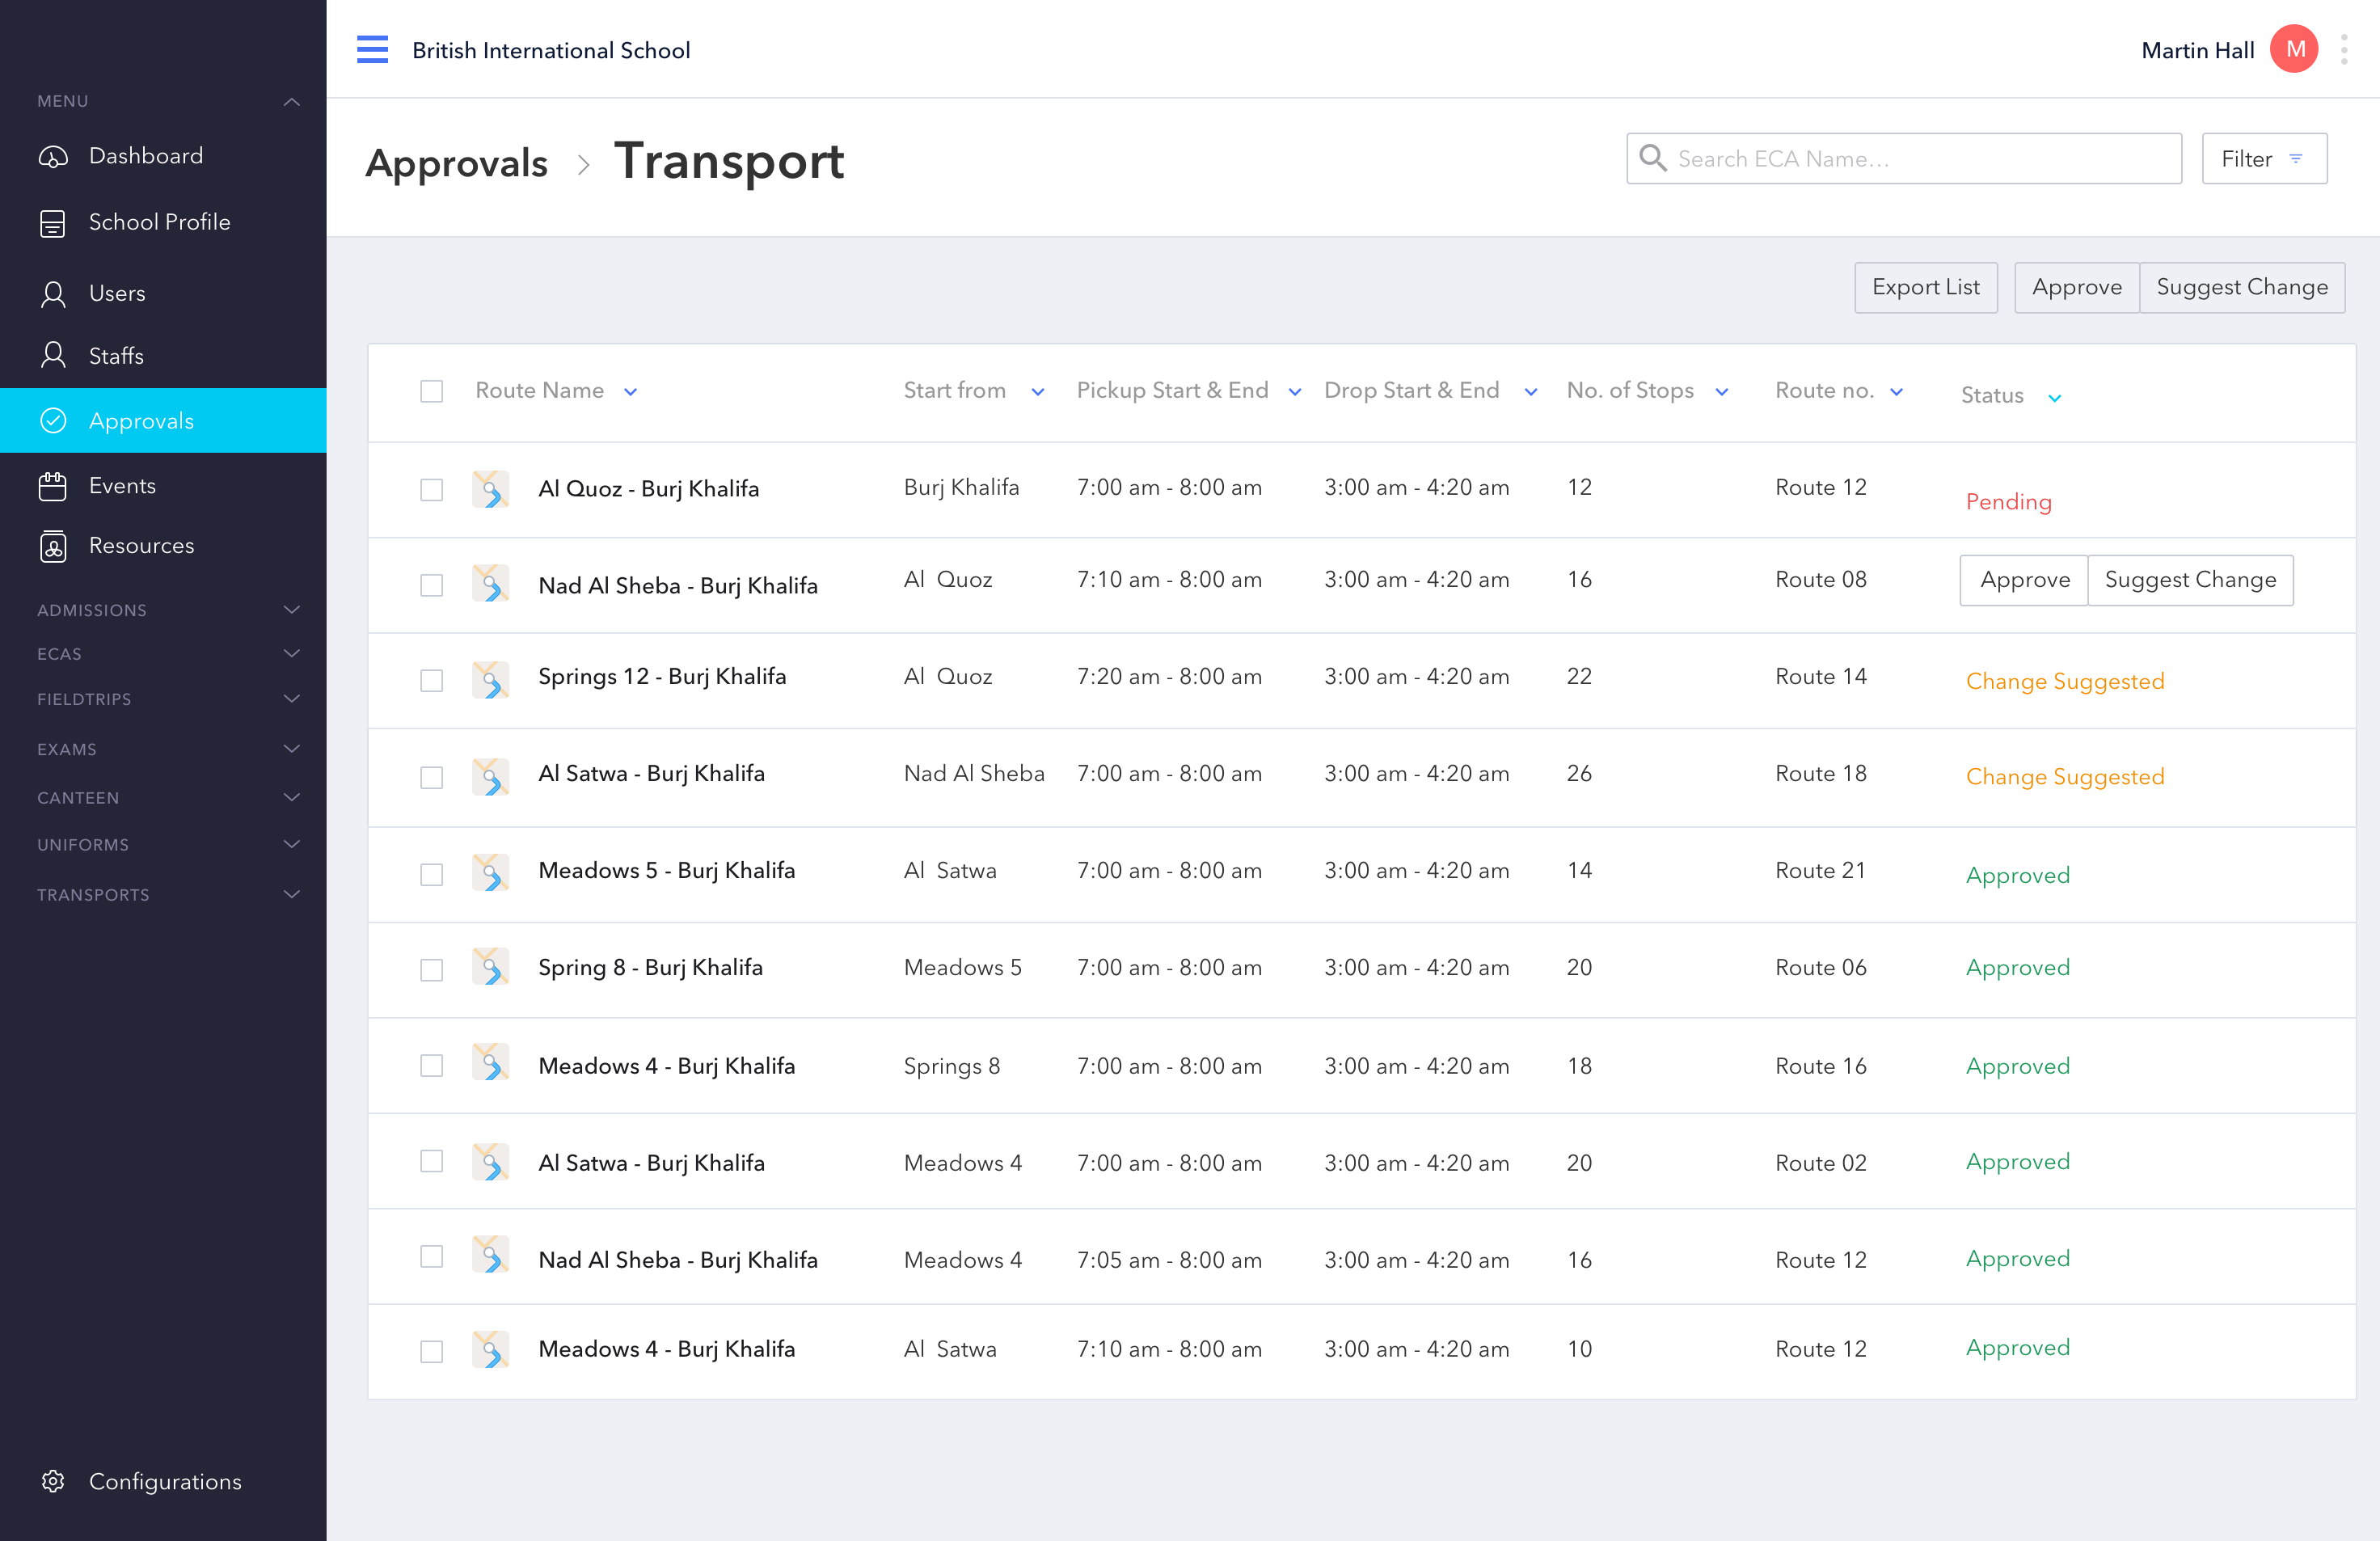 British International School
Martin Hall M
MENU
Dashboard
School Profile
Users
Staffs
Approvals
Events
Resources
ADMISSIONS
ECAS
FIELDTRIPS
EXAMS
CANTEEN
UNIFORMS
TRANSPORTS
Configurations
Approvals > Transport
Search ECA Name...
Filter
Export List Approve Suggest Change
Route Name Start from Pickup Start & End Drop Start & End No. of Stops Route no. Status
Al Quoz - Burj Khalifa Burj Khalifa 7:00 am - 8:00 am 3:00 am - 4:20 am 12 Route 12 Pending
Nad Al Sheba - Burj Khalifa Al Quoz 7:10 am - 8:00 am 3:00 am - 4:20 am 16 Route 08 Approve Suggest Change
Springs 12 - Burj Khalifa Al Quoz 7:20 am - 8:00 am 3:00 am - 4:20 am 22 Route 14 Change Suggested
Al Satwa - Burj Khalifa Nad Al Sheba 7:00 am - 8:00 am 3:00 am - 4:20 am 26 Route 18 Change Suggested
Meadows 5 - Burj Khalifa Al Satwa 7:00 am - 8:00 am 3:00 am - 4:20 am 14 Route 21 Approved
Spring 8 - Burj Khalifa Meadows 5 7:00 am - 8:00 am 3:00 am - 4:20 am 20 Route 06 Approved
Meadows 4 - Burj Khalifa Springs 8 7:00 am - 8:00 am 3:00 am - 4:20 am 18 Route 16 Approved
Al Satwa - Burj Khalifa Meadows 4 7:00 am - 8:00 am 3:00 am - 4:20 am 20 Route 02 Approved
Nad Al Sheba - Burj Khalifa Meadows 4 7:05 am - 8:00 am 3:00 am - 4:20 am 16 Route 12 Approved
Meadows 4 - Burj Khalifa Al Satwa 7:10 am - 8:00 am 3:00 am - 4:20 am 10 Route 12 Approved